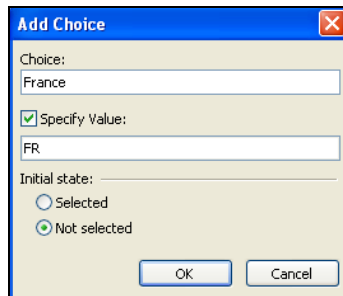 Add Choice
Choice:
France
Specify Value:
FR
Initial state:
Selected
Not selected
OK
Cancel